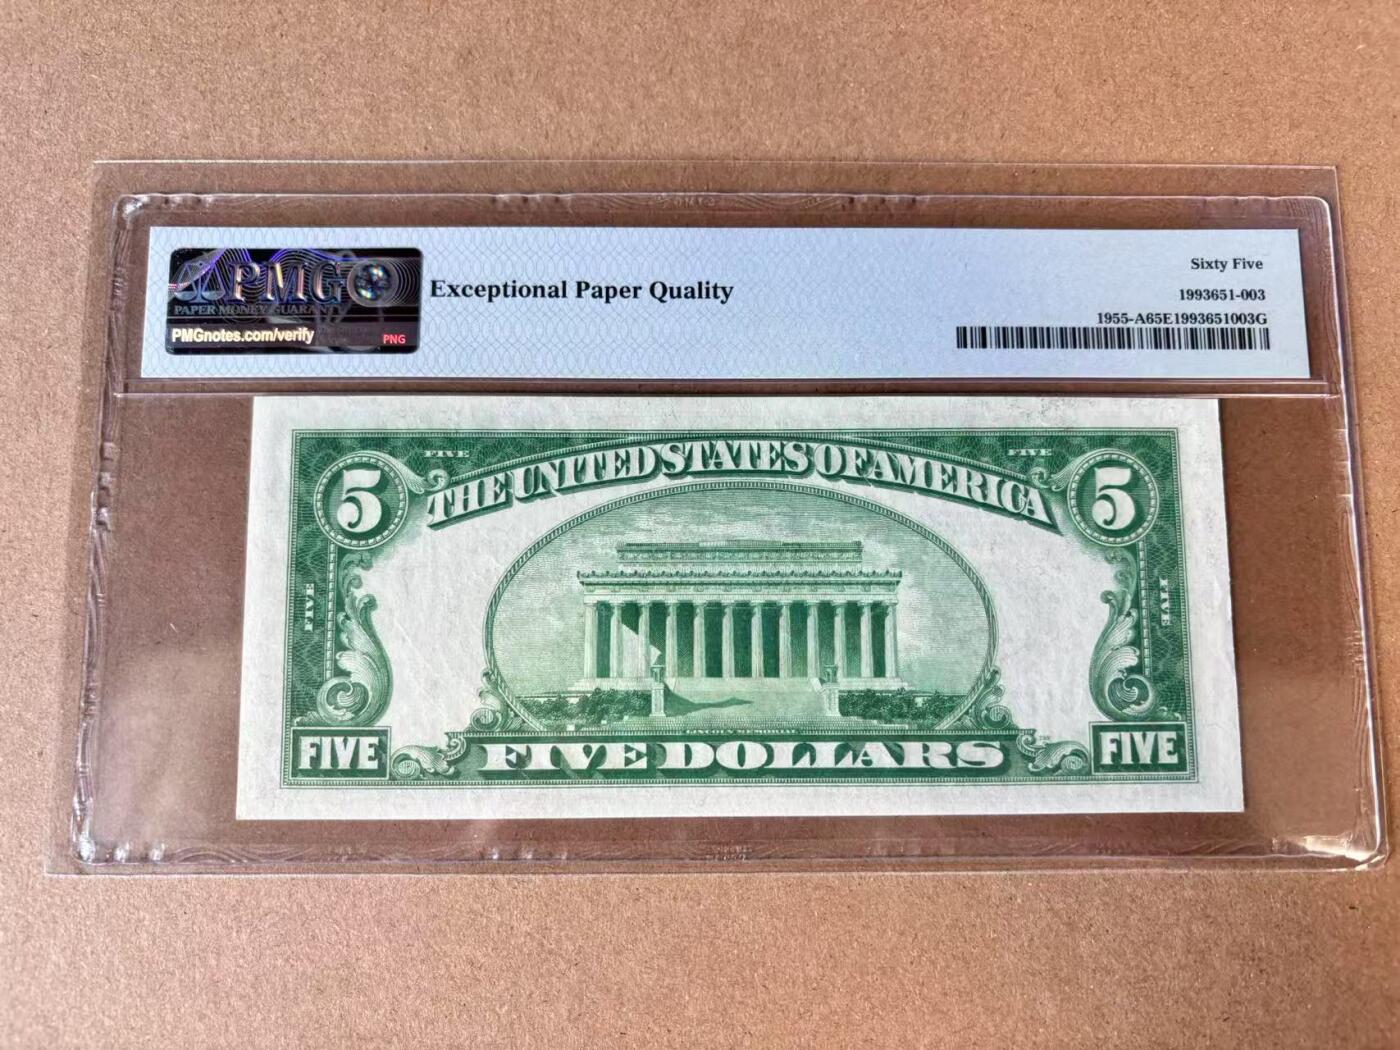 PMG
PAPER MONEY GUARANTY
PMGnotes.com/verify
PNG
Exceptional Paper Quality
Sixty Five
1993651-003
1955-A65E1993651003G
FIVE
FIVE
5
THE UNITED STATES OF AMERICA
5
FIVE
FIVE
LINCOLN MEMORIAL
FIVE
FIVE DOLLARS
FIVE